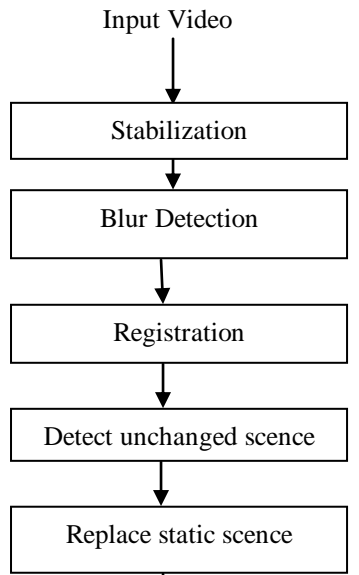 Input Video
Stabilization
Blur Detection
Registration
Detect unchanged scence
Replace static scence